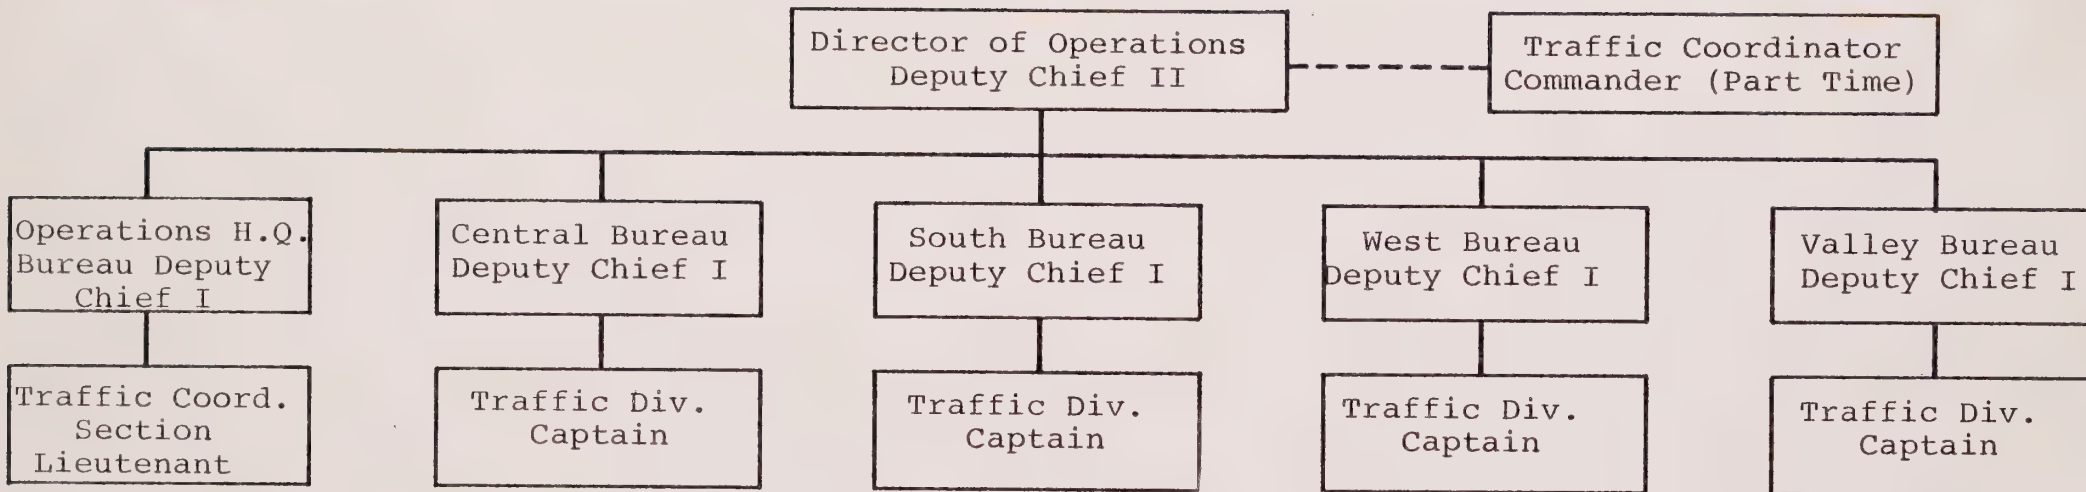 Director of Operations
Deputy Chief II
Traffic Coordinator
Commander (Part Time)
Operations H.Q.
Bureau Deputy
Chief I
Central Bureau
Deputy Chief I
South Bureau
Deputy Chief I
West Bureau
Deputy Chief I
Valley Bureau
Deputy Chief I
Traffic Coord.
Section
Lieutenant
Traffic Div.
Captain
Traffic Div.
Captain
Traffic Div.
Captain
Traffic Div.
Captain